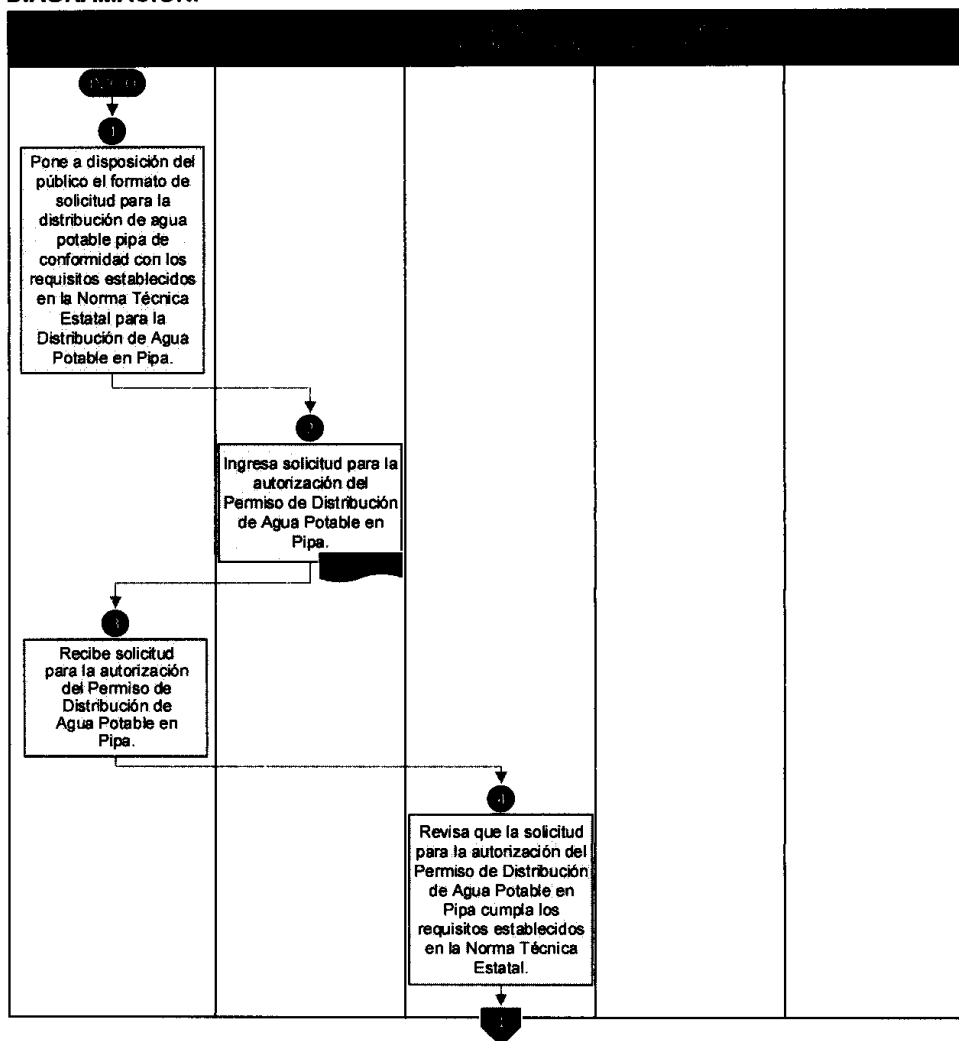 1
Pone a disposición del
público el formato de
solicitud para la
distribución de agua
potable pipa de
conformidad con los
requisitos establecidos
en la Norma Técnica
Estatal para la
Distribución de Agua
Potable en Pipa.
2
Ingresa solicitud para la
autorización del
Permiso de Distribución
de Agua Potable en
Pipa.
3
Recibe solicitud
para la autorización
del Permiso de
Distribución de
Agua Potable en
Pipa.
4
Revisa que la solicitud
para la autorización del
Permiso de Distribución
de Agua Potable en
Pipa cumpla los
requisitos establecidos
en la Norma Técnica
Estatal.